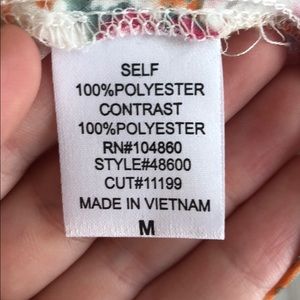 SELF
100%POLYESTER
CONTRAST
100%POLYESTER
RN#104860
STYLE#48600
CUT#11199
MADE IN VIETNAM
M